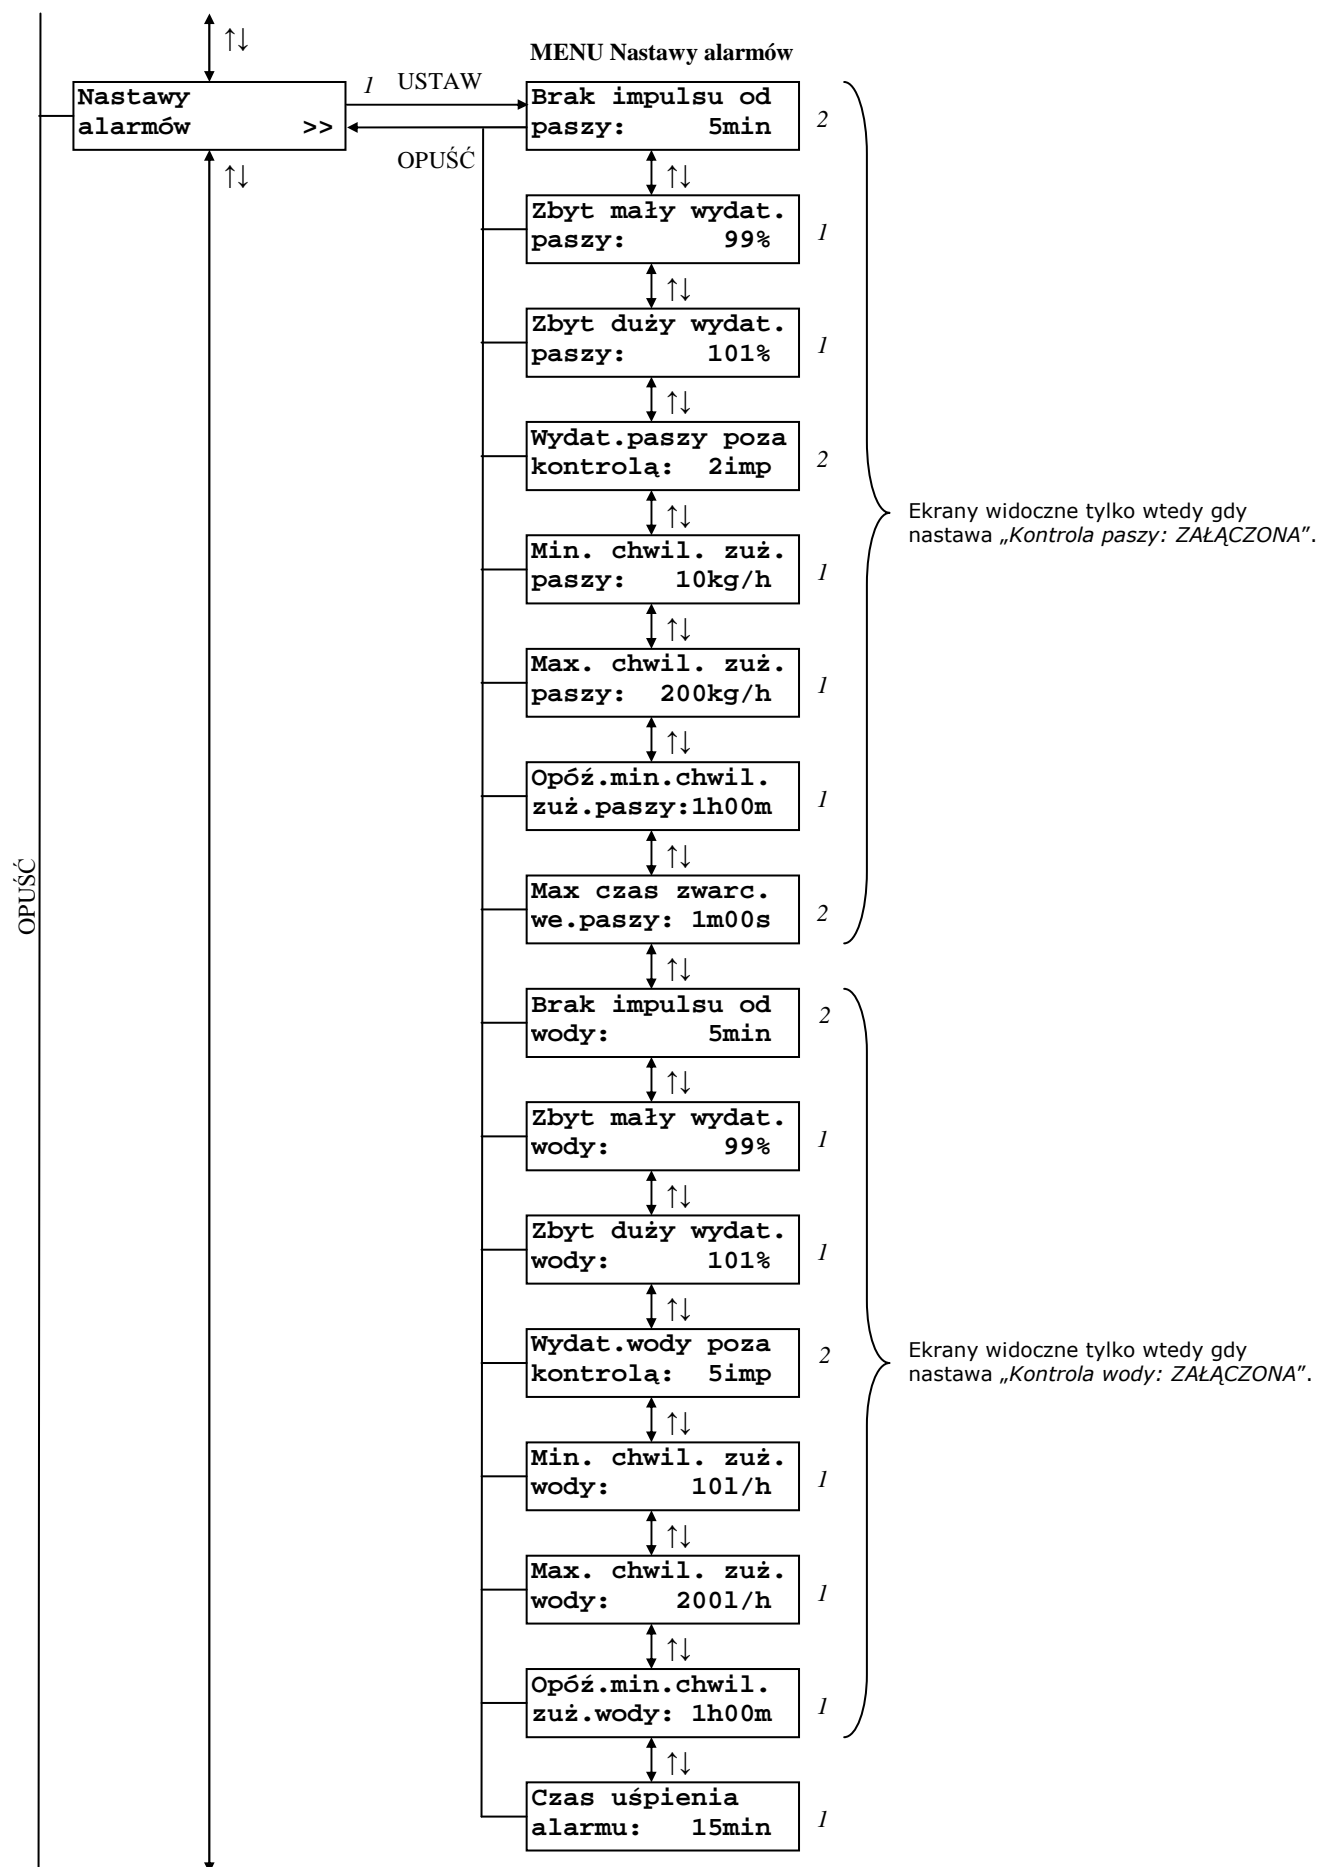 ↑↓
MENU Nastawy alarmów
Nastawy
alarmów >>
1 USTAW
OPUŚĆ
↑↓
Brak impulsu od
paszy: 5min
2
↑↓
Zbyt mały wydat.
paszy: 99%
1
↑↓
Zbyt duży wydat.
paszy: 101%
1
↑↓
Wydat.paszy poza
kontrolą: 2imp
2
↑↓
Min. chwil. zuż.
paszy: 10kg/h
1
↑↓
Max. chwil. zuż.
paszy: 200kg/h
1
↑↓
Opóź.min.chwil.
zuż.paszy:1h00m
1
↑↓
Max czas zwarc.
we.paszy: 1m00s
2
Ekrany widoczne tylko wtedy gdy
nastawa „Kontrola paszy: ZAŁĄCZONA”.
OPUŚĆ
↑↓
Brak impulsu od
wody: 5min
2
↑↓
Zbyt mały wydat.
wody: 99%
1
↑↓
Zbyt duży wydat.
wody: 101%
1
↑↓
Wydat.wody poza
kontrolą: 5imp
2
↑↓
Min. chwil. zuż.
wody: 10l/h
1
↑↓
Max. chwil. zuż.
wody: 200l/h
1
↑↓
Opóź.min.chwil.
zuż.wody: 1h00m
1
Ekrany widoczne tylko wtedy gdy
nastawa „Kontrola wody: ZAŁĄCZONA”.
↑↓
Czas uśpienia
alarmu: 15min
1